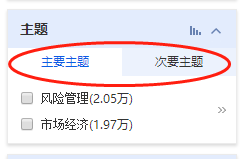 主题
主要主题 次要主题
风险管理(2.05万)
市场经济(1.97万)
»